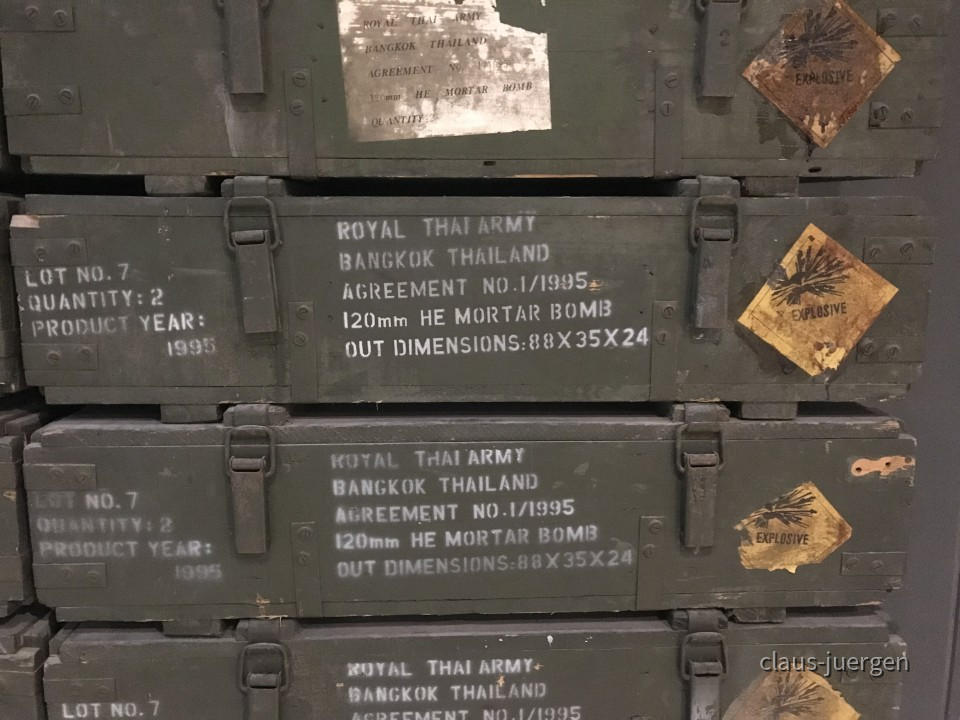 ROYAL THAI ARMY
BANGKOK THAILAND
AGREEMENT NO.
120mm HE MORTAR BOMB
QUANTITY:
EXPLOSIVE
LOT NO. 7
QUANTITY: 2
PRODUCT YEAR:
1995
ROYAL THAI ARMY
BANGKOK THAILAND
AGREEMENT NO.1/1995
120mm HE MORTAR BOMB
OUT DIMENSIONS:88X35X24
EXPLOSIVE
LOT NO. 7
QUANTITY: 2
PRODUCT YEAR:
1995
ROYAL THAI ARMY
BANGKOK THAILAND
AGREEMENT NO.1/1995
120mm HE MORTAR BOMB
OUT DIMENSIONS:88X35X24
EXPLOSIVE
LOT NO. 7
ROYAL THAI ARMY
BANGKOK THAILAND
AGREEMENT NO.1/1995
claus-juergen